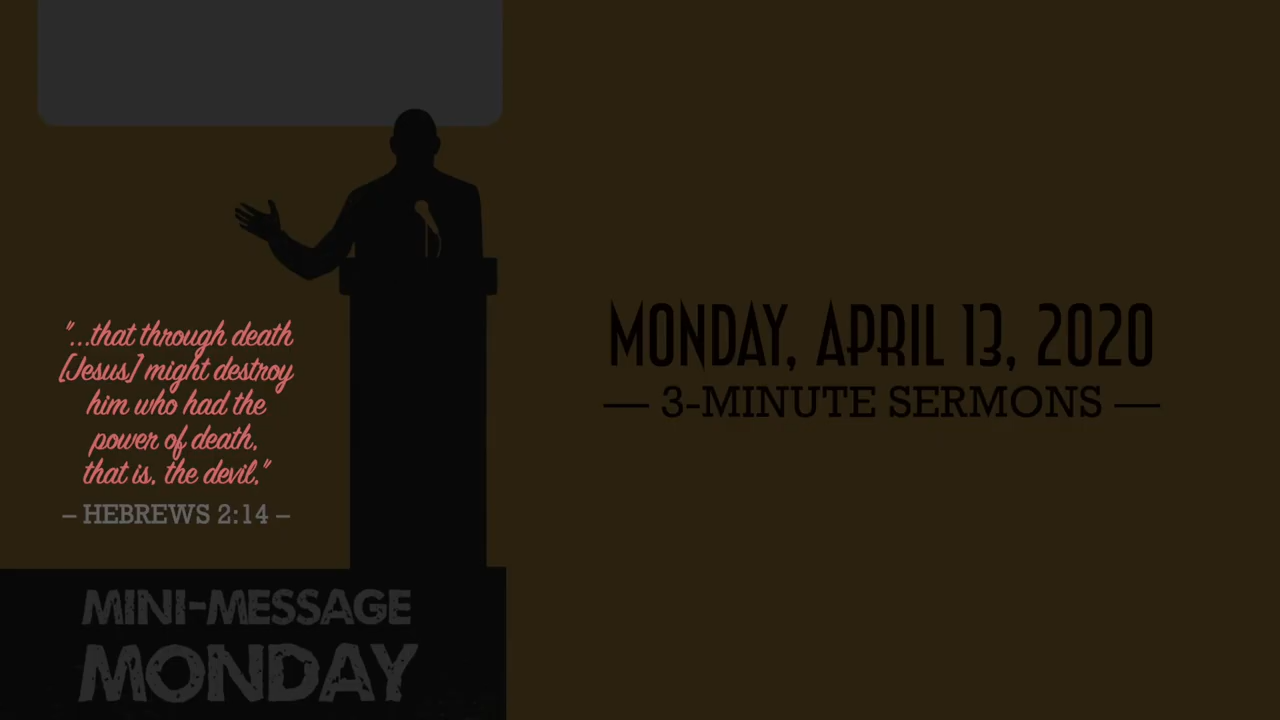 "...that through death
[Jesus] might destroy
him who had the
power of death,
that is, the devil,"
– HEBREWS 2:14 –
MINI-MESSAGE
MONDAY
MONDAY, APRIL 13, 2020
— 3-MINUTE SERMONS —